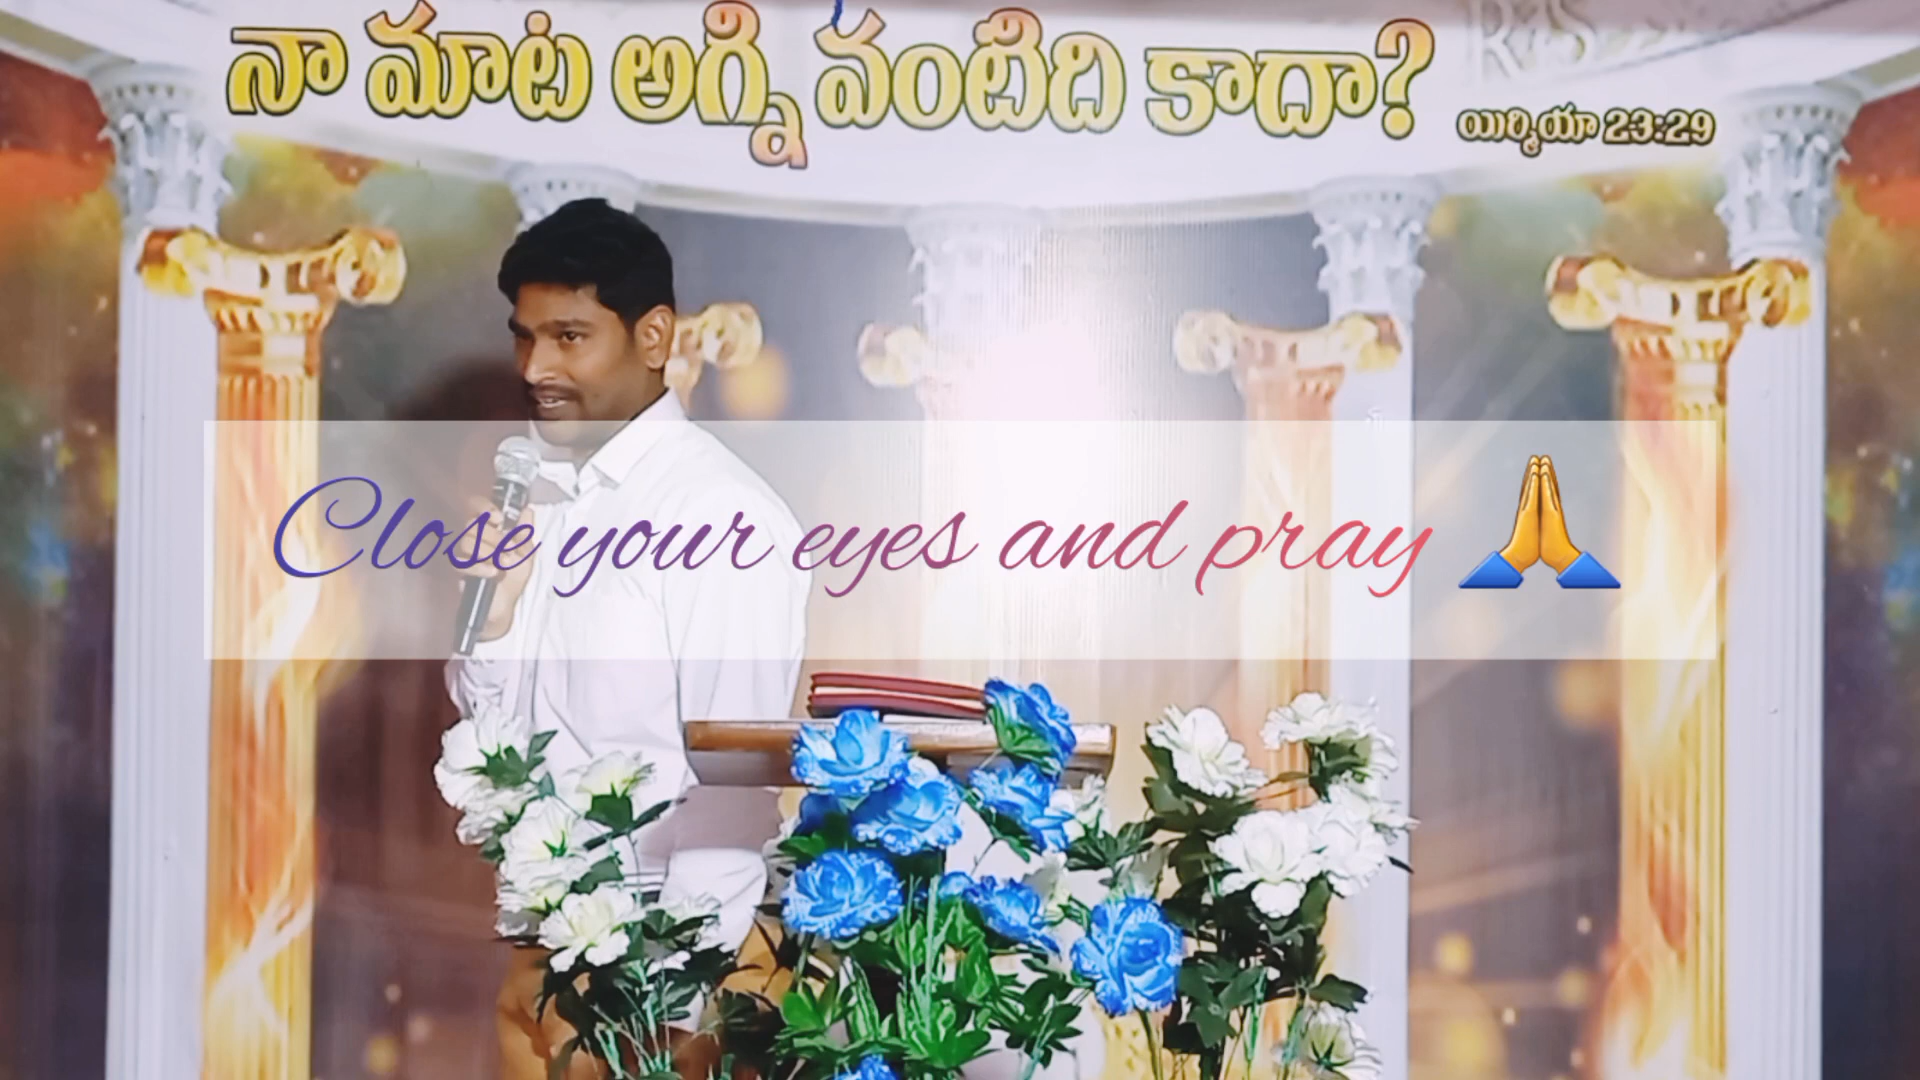 నా మాట అగ్ని వంటిది కాదా?
యిర్మియా 23:29
Close your eyes and pray 🙏